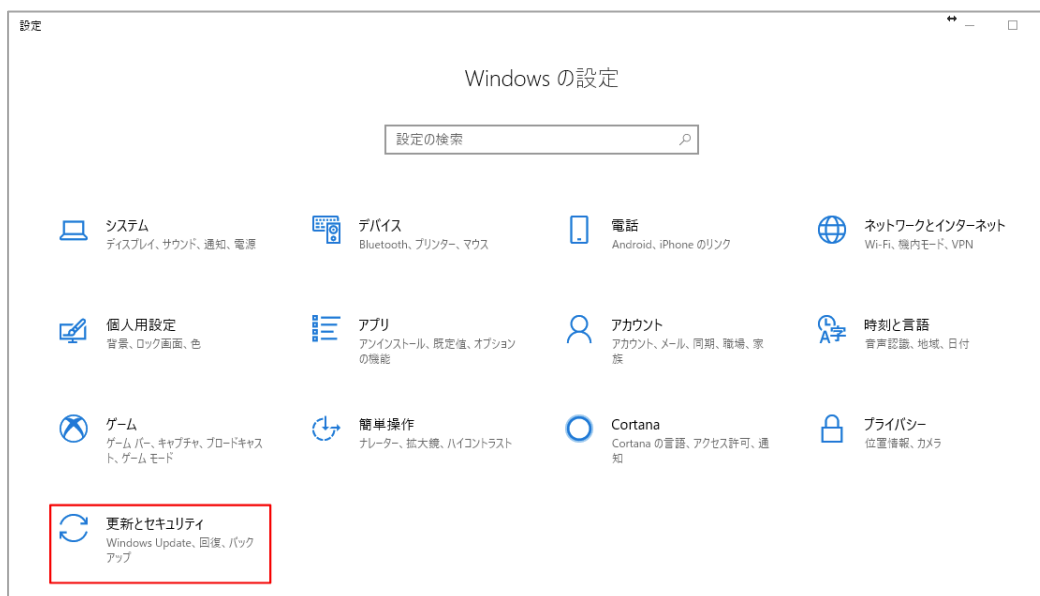 設定
Windows の設定
設定の検索
システム
ディスプレイ、サウンド、通知、電源
デバイス
Bluetooth、プリンター、マウス
電話
Android、iPhone のリンク
ネットワークとインターネット
Wi-Fi、機内モード、VPN
個人用設定
背景、ロック画面、色
アプリ
アンインストール、既定値、オプション
の機能
アカウント
アカウント、メール、同期、職場、家
族
時刻と言語
音声認識、地域、日付
ゲーム
ゲーム バー、キャプチャ、ブロードキャス
ト、ゲーム モード
簡単操作
ナレーター、拡大鏡、ハイコントラスト
Cortana
Cortana の言語、アクセス許可、通
知
プライバシー
位置情報、カメラ
更新とセキュリティ
Windows Update、回復、バック
アップ